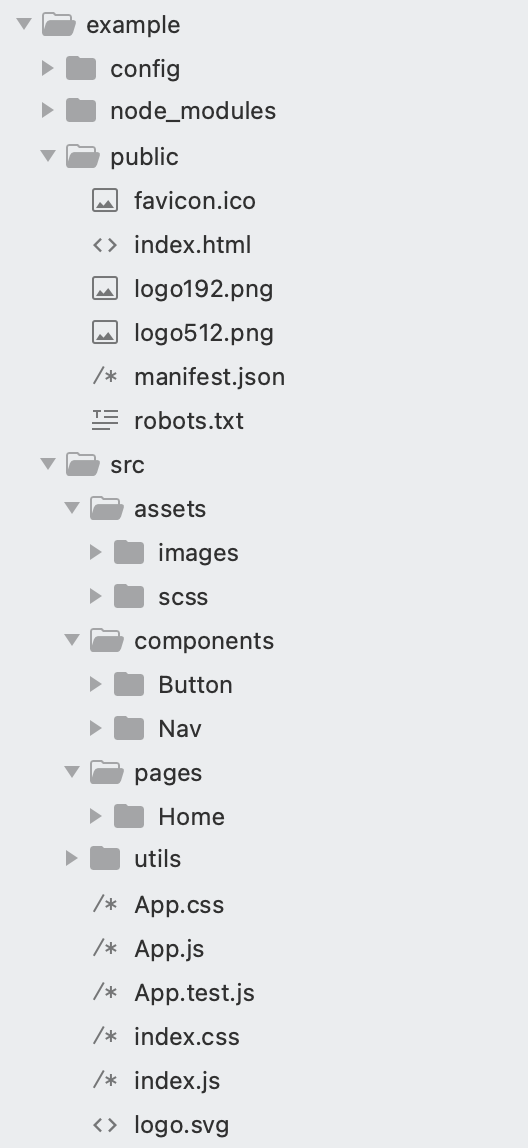 example
config
node_modules
public
favicon.ico
index.html
logo192.png
logo512.png
manifest.json
robots.txt
src
assets
images
scss
components
Button
Nav
pages
Home
utils
App.css
App.js
App.test.js
index.css
index.js
logo.svg